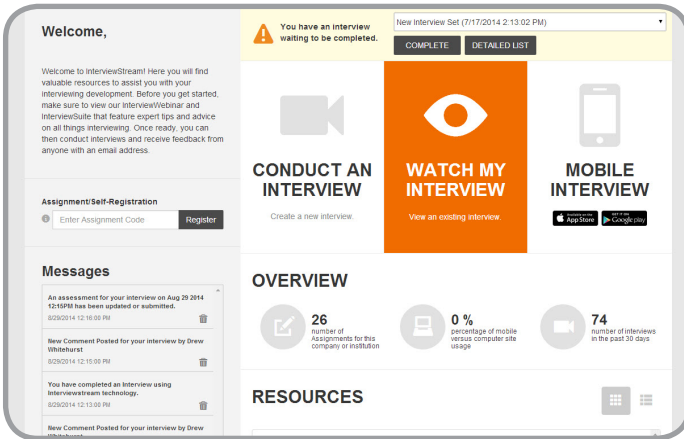 Welcome,
Welcome to InterviewStream! Here you will find
valuable resources to assist you with your
interviewing development. Before you get started,
make sure to view our InterviewWebinar and
InterviewSuite that feature expert tips and advice
on all things interviewing. Once ready, you can
then conduct interviews and receive feedback from
anyone with an email address.
Assignment/Self-Registration
Enter Assignment Code
Register
Messages
An assessment for your interview on Aug 29 2014
12:15PM has been updated or submitted.
8/29/2014 12:16:00 PM
New Comment Posted for your interview by Drew
Whitehurst
8/29/2014 12:15:00 PM
You have completed an Interview using
Interviewstream technology.
8/29/2014 12:13:00 PM
New Comment Posted for your interview by Drew
Whitehurst
You have an interview
waiting to be completed.
New Interview Set (7/17/2014 2:13:02 PM)
COMPLETE
DETAILED LIST
CONDUCT AN
INTERVIEW
Create a new interview.
WATCH MY
INTERVIEW
View an existing interview.
MOBILE
INTERVIEW
Available on the
App Store
GET IT ON
Google play
OVERVIEW
26
number of
Assignments for this
company or institution
0 %
percentage of mobile
versus computer site
usage
74
number of interviews
in the past 30 days
RESOURCES